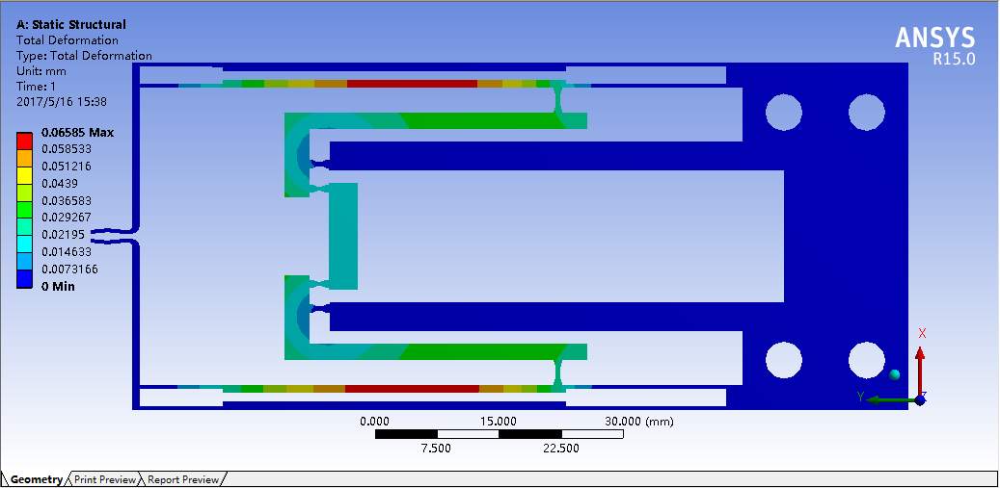 A: Static Structural
Total Deformation
Type: Total Deformation
Unit: mm
Time: 1
2017/5/16 15:38
ANSYS
R15.0
0.06585 Max
0.058533
0.051216
0.0439
0.036583
0.029267
0.02195
0.014633
0.0073166
0 Min
X
Y
Z
0.000 15.000 30.000 (mm)
7.500 22.500
Geometry Print Preview Report Preview